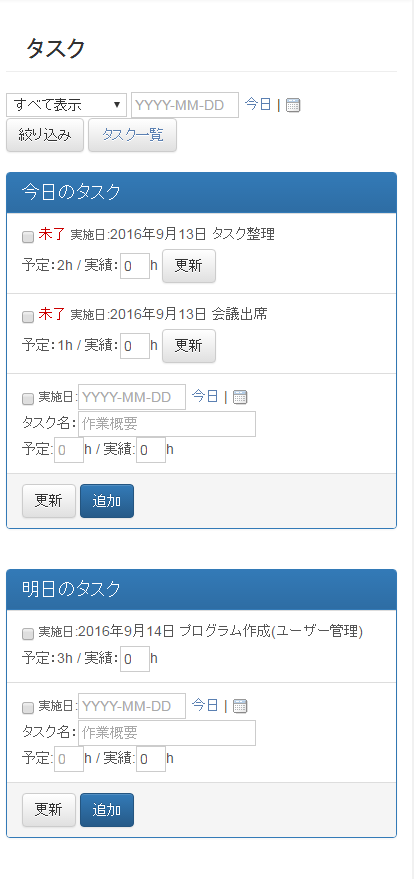 タスク
すべて表示 YYYY-MM-DD 今日 |
絞り込み タスク一覧
今日のタスク
未了 実施日:2016年9月13日 タスク整理
予定:2h / 実績: 0 h 更新
未了 実施日:2016年9月13日 会議出席
予定:1h / 実績: 0 h 更新
実施日: YYYY-MM-DD 今日 |
タスク名: 作業概要
予定: 0 h / 実績: 0 h
更新 追加
明日のタスク
実施日:2016年9月14日 プログラム作成(ユーザー管理)
予定:3h / 実績: 0 h
実施日: YYYY-MM-DD 今日 |
タスク名: 作業概要
予定: 0 h / 実績: 0 h
更新 追加